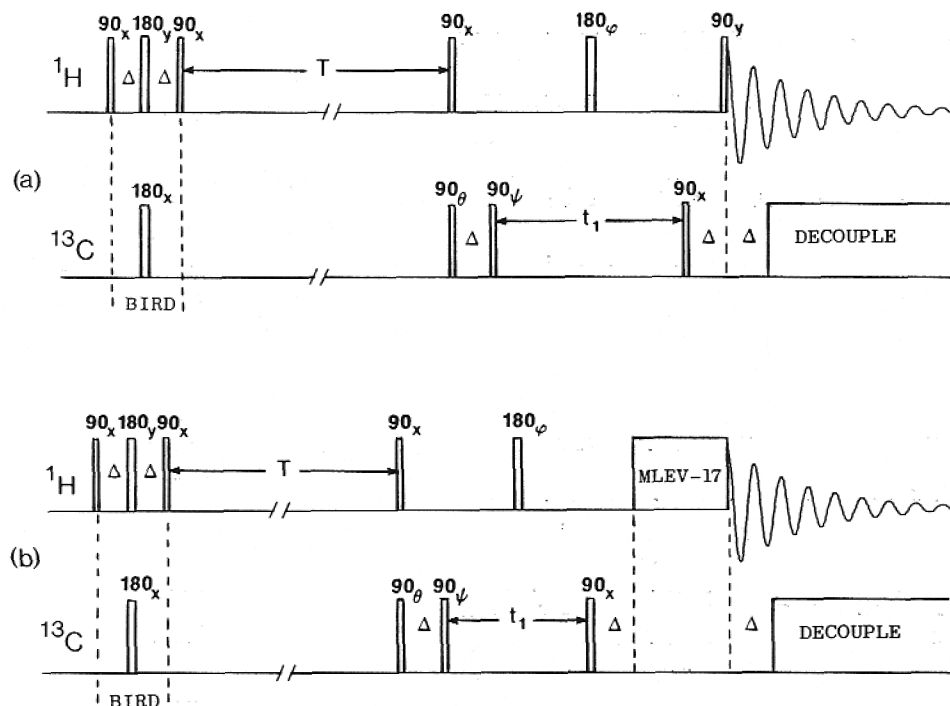 90x 180y 90x 90x 180φ 90y
¹H Δ Δ T
(a)
180x 90θ 90ψ 90x
¹³C Δ t₁ Δ Δ DECOUPLE
BIRD
90x 180y 90x 90x 180φ
¹H Δ Δ T MLEV-17
(b)
180x 90θ 90ψ 90x
¹³C Δ t₁ Δ Δ DECOUPLE
BIRD